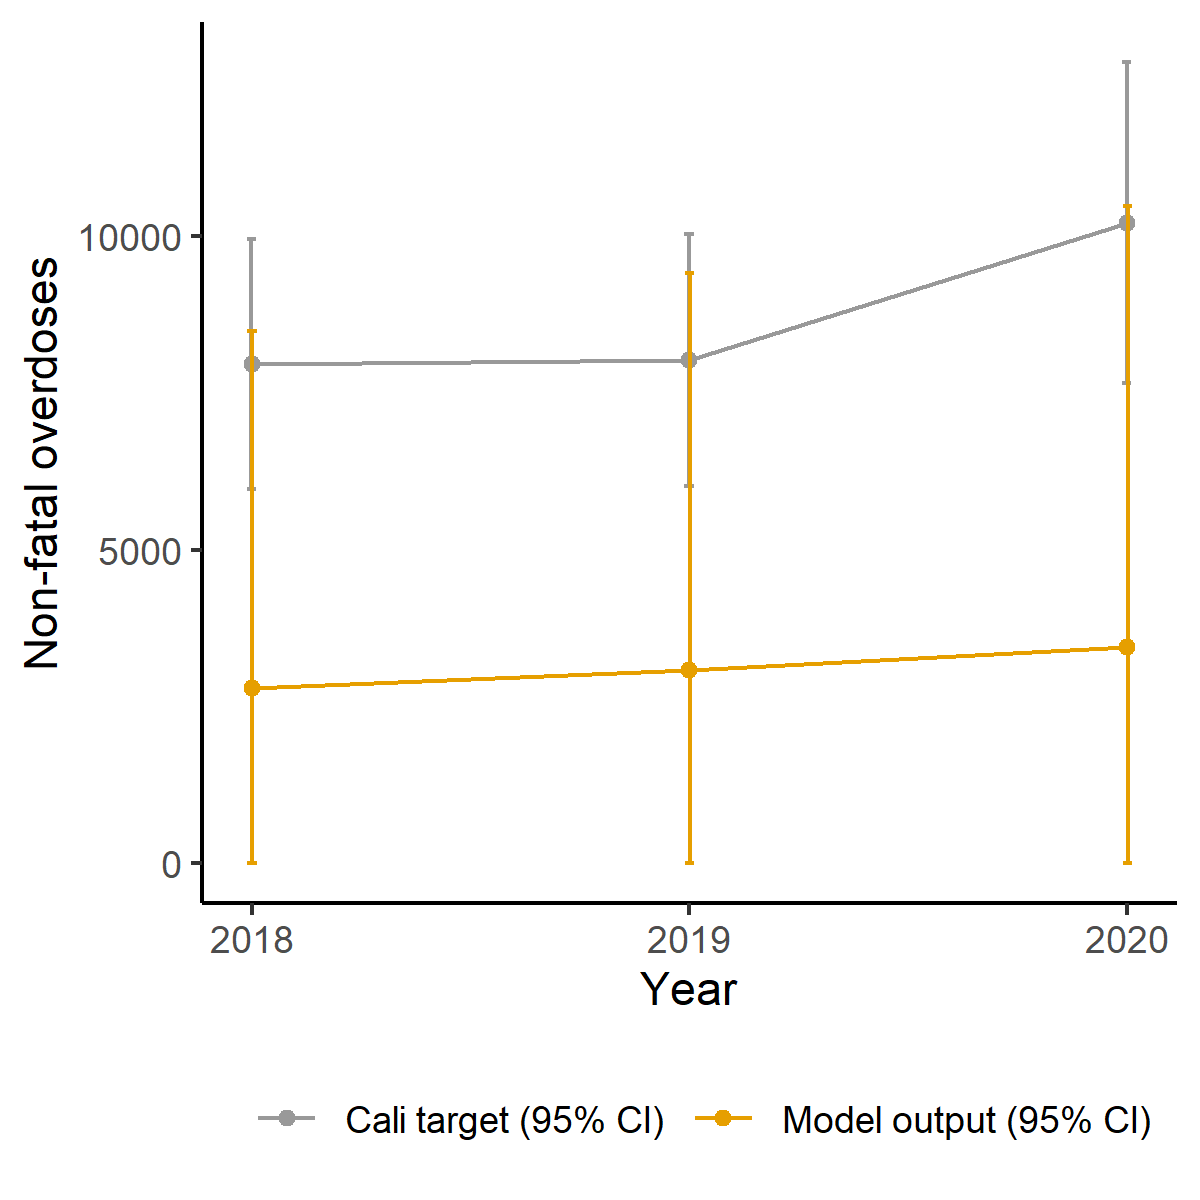 Non-fatal overdoses
10000
5000
0
2018 2019 2020
Year
Cali target (95% CI) Model output (95% CI)